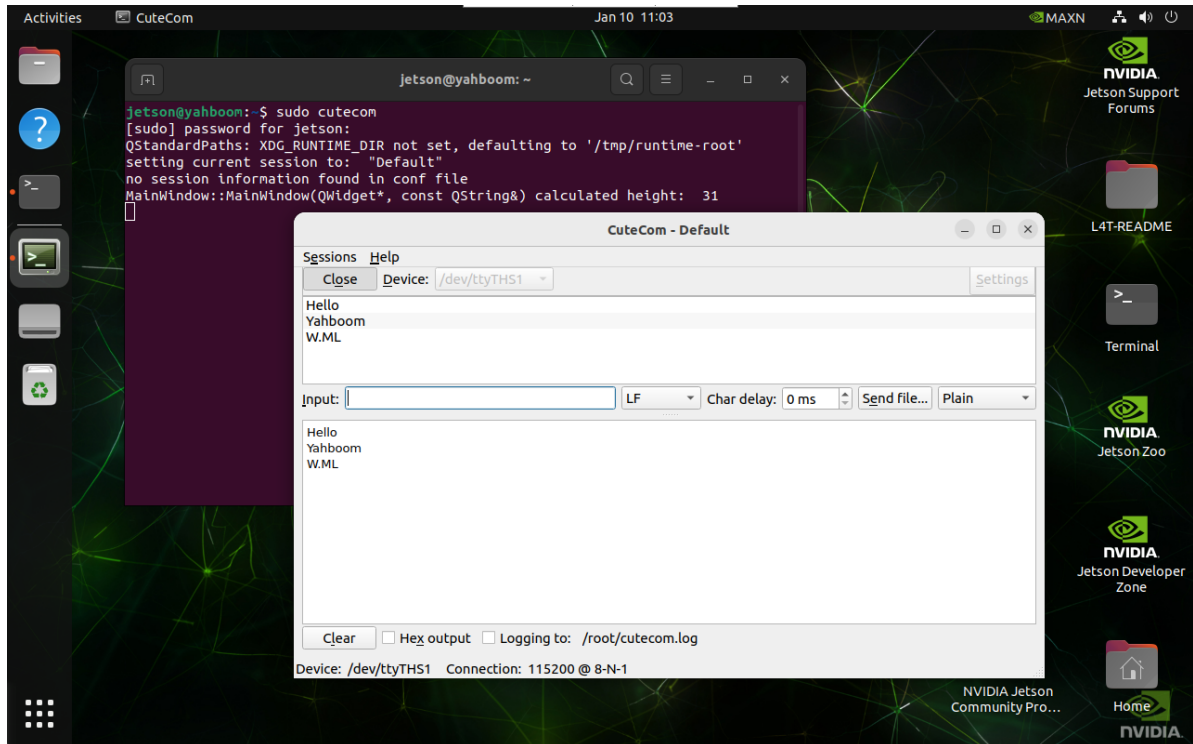 Activities CuteCom Jan 10 11:03 MAXN
jetson@yahboom: ~
jetson@yahboom:~$ sudo cutecom
[sudo] password for jetson:
QStandardPaths: XDG_RUNTIME_DIR not set, defaulting to '/tmp/runtime-root'
setting current session to:  "Default"
no session information found in conf file
MainWindow::MainWindow(QWidget*, const QString&) calculated height:  31
CuteCom - Default
Sessions Help
Close Device: /dev/ttyTHS1 Settings
Hello
Yahboom
W.ML
Input: LF Char delay: 0 ms Send file... Plain
Hello
Yahboom
W.ML
Clear Hex output Logging to: /root/cutecom.log
Device: /dev/ttyTHS1 Connection: 115200 @ 8-N-1
NVIDIA.
Jetson Support
Forums
L4T-README
Terminal
NVIDIA.
Jetson Zoo
NVIDIA.
Jetson Developer
Zone
NVIDIA Jetson
Community Pro...
Home
NVIDIA.